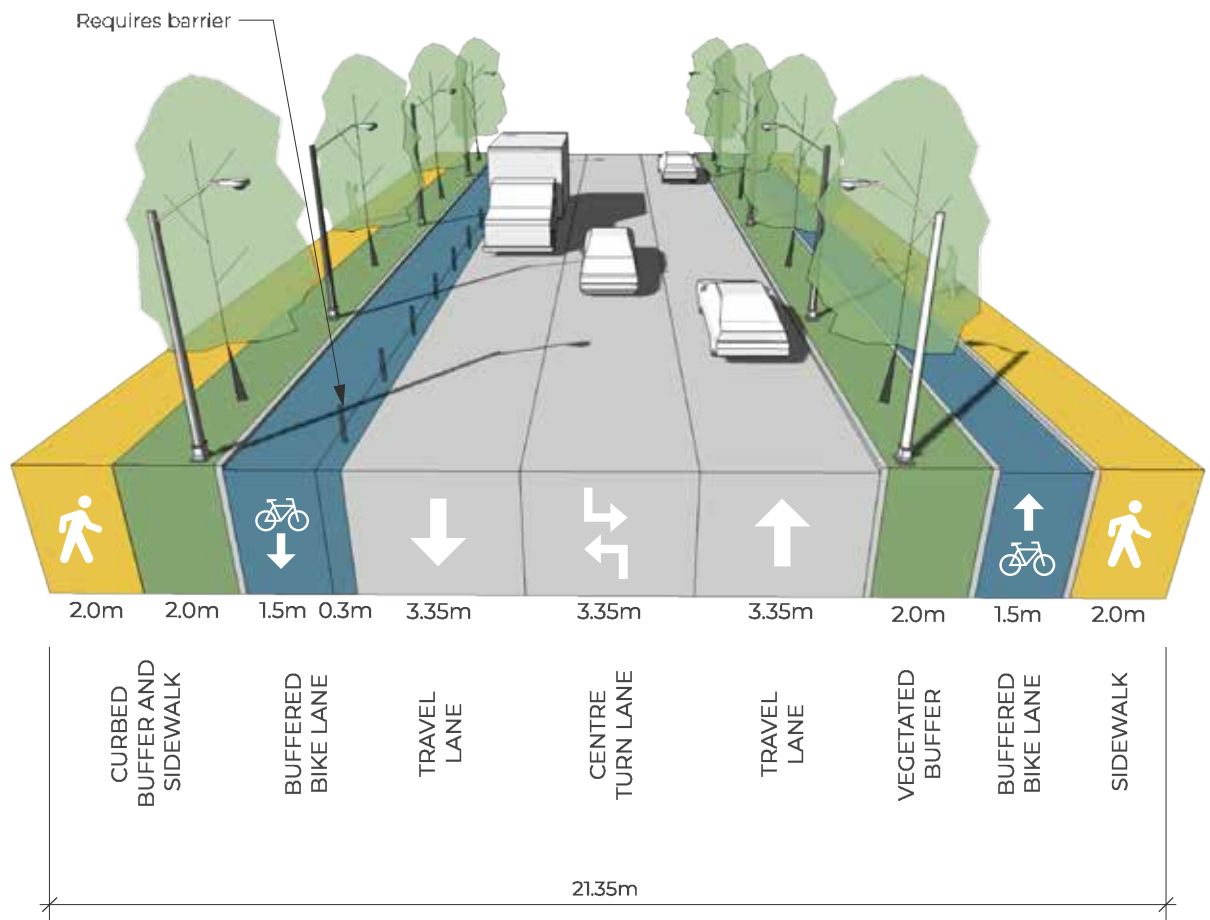 Requires barrier
2.0m 2.0m 1.5m 0.3m 3.35m 3.35m 3.35m 2.0m 1.5m 2.0m
CURBED
BUFFER AND
SIDEWALK
BUFFERED
BIKE LANE
TRAVEL
LANE
CENTRE
TURN LANE
TRAVEL
LANE
VEGETATED
BUFFER
BUFFERED
BIKE LANE
SIDEWALK
21.35m